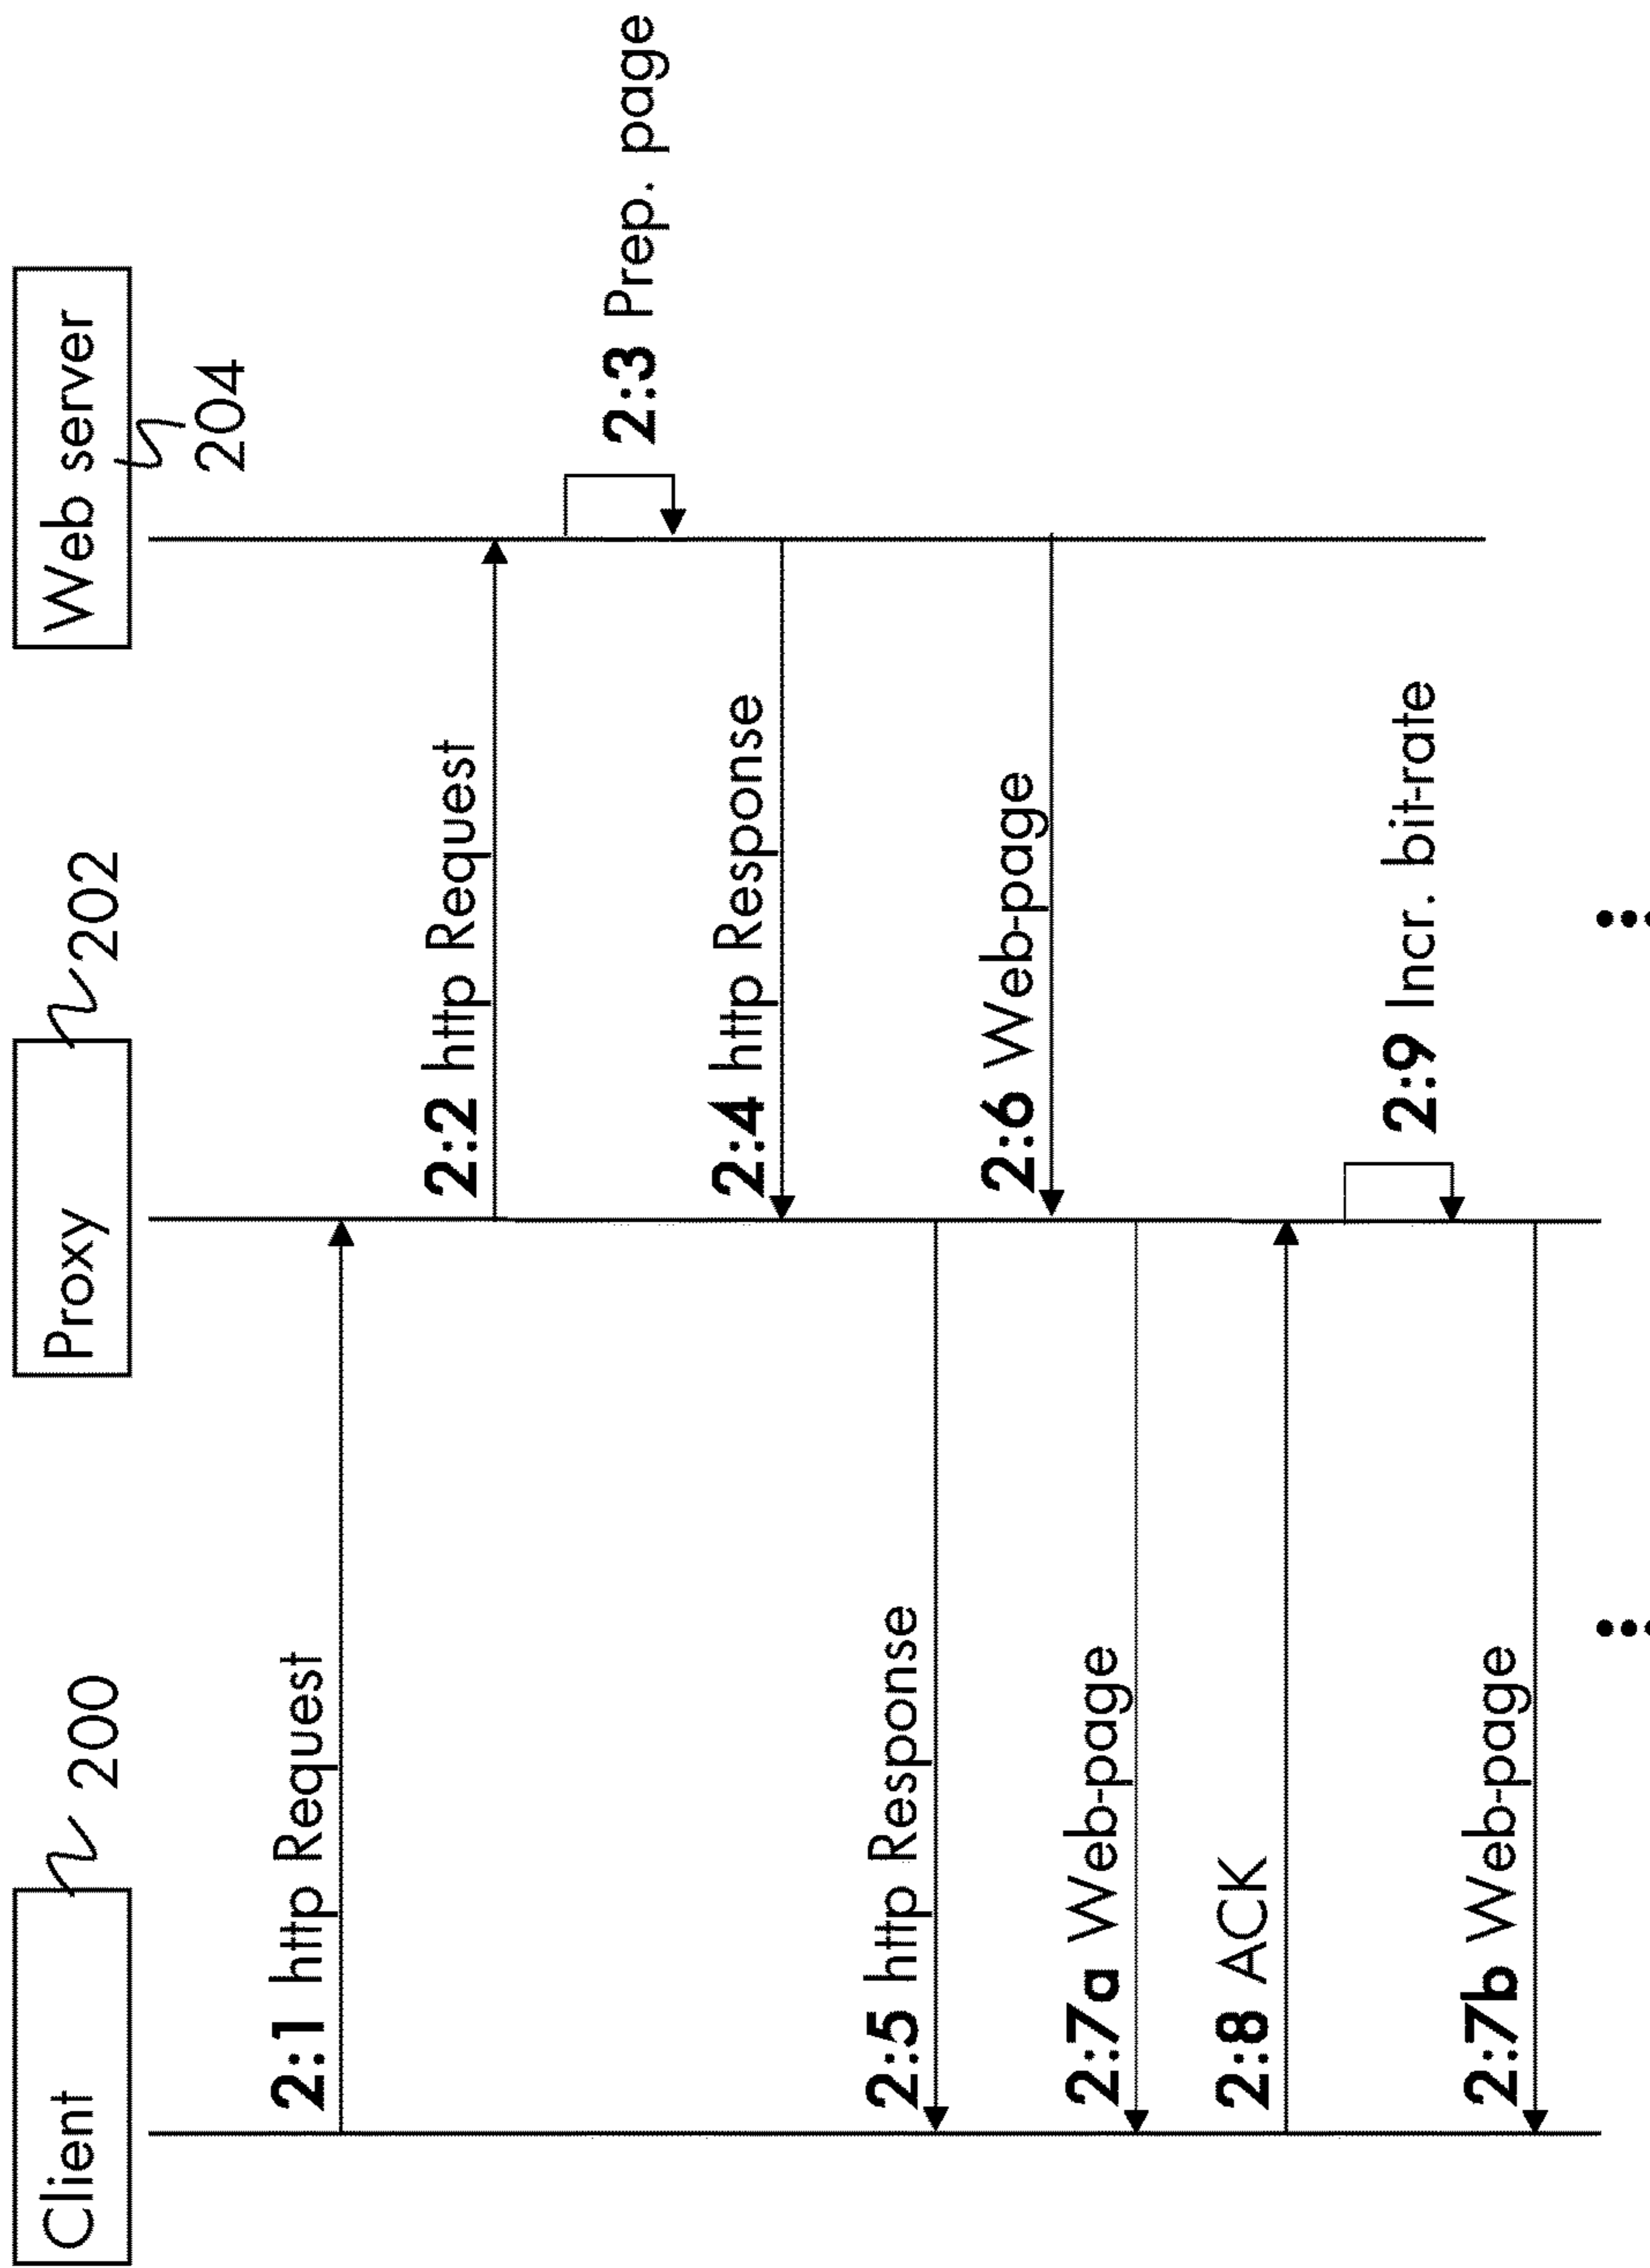 Client
200
Proxy
202
Web server
204
2:1 http Request
2:2 http Request
2:3 Prep. page
2:4 http Response
2:5 http Response
2:6 Web-page
2:7a Web-page
2:8 ACK
2:9 Incr. bit-rate
2:7b Web-page